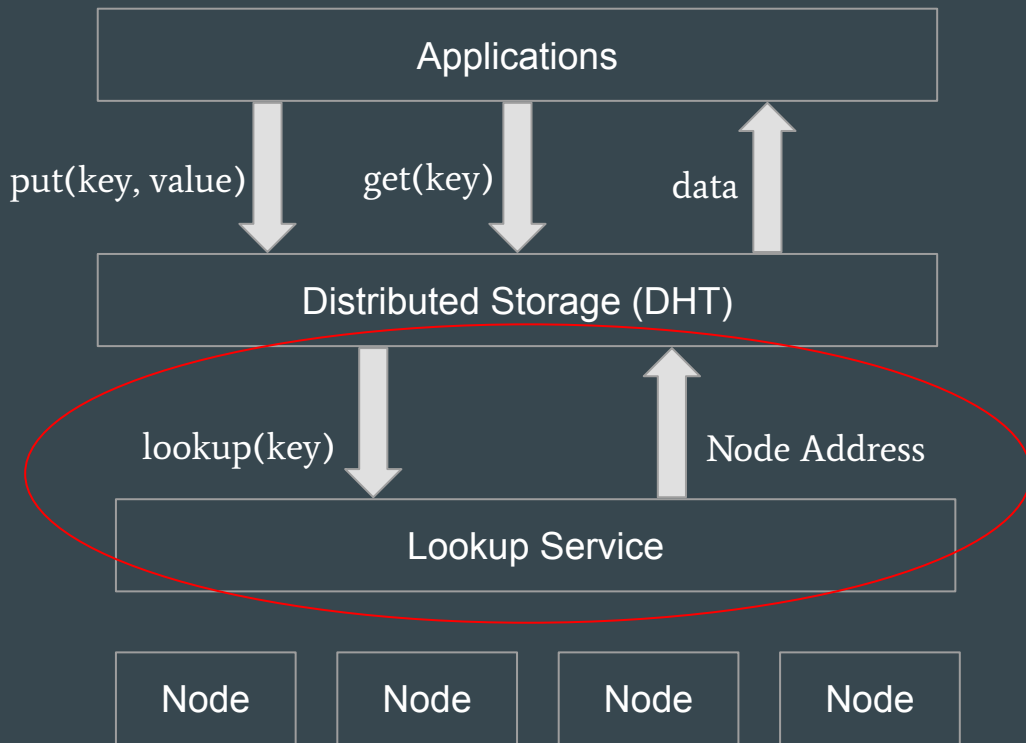 Applications
put(key, value)
get(key)
data
Distributed Storage (DHT)
lookup(key)
Node Address
Lookup Service
Node
Node
Node
Node